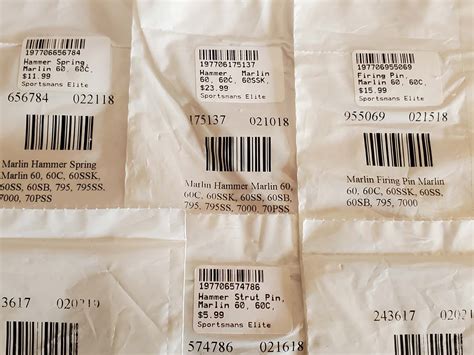 197706656784
Hammer Spring,
Marlin 60, 60C,
$11.99
Sportsmans Elite
656784 022118
Marlin Hammer Spring
Marlin 60, 60C, 60SSK,
60SS, 60SB, 795, 795SS,
7000, 70PSS
197706175137
Hammer, Marlin
60, 60C, 60SSK,
$23.99
Sportsmans Elite
175137 021018
Marlin Hammer Marlin 60,
60C, 60SSK, 60SS, 60SB,
795, 795SS, 7000, 70PSS
197706955069
Firing Pin,
Marlin 60, 60C,
$15.99
Sportsmans Elite
955069 021518
Marlin Firing Pin Marlin
60, 60C, 60SSK, 60SS,
60SB, 795, 7000
243617
197706574786
Hammer Strut Pin,
Marlin 60, 60C,
$5.99
Sportsmans Elite
574786 021618
243617